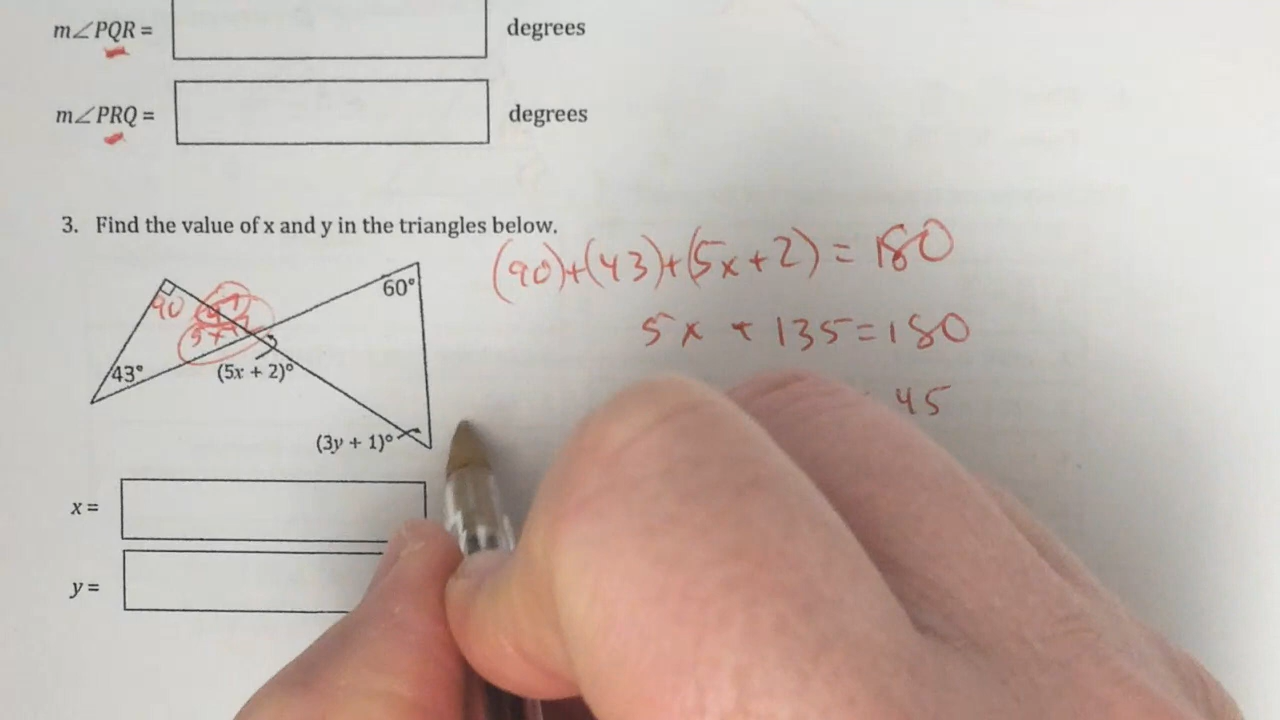 m∠PQR = degrees
m∠PRQ = degrees
3. Find the value of x and y in the triangles below.
(90)+(43)+(5x+2) = 180
5x + 135 = 180
45
90
60°
43°
(5x + 2)°
(3y + 1)°
x =
y =